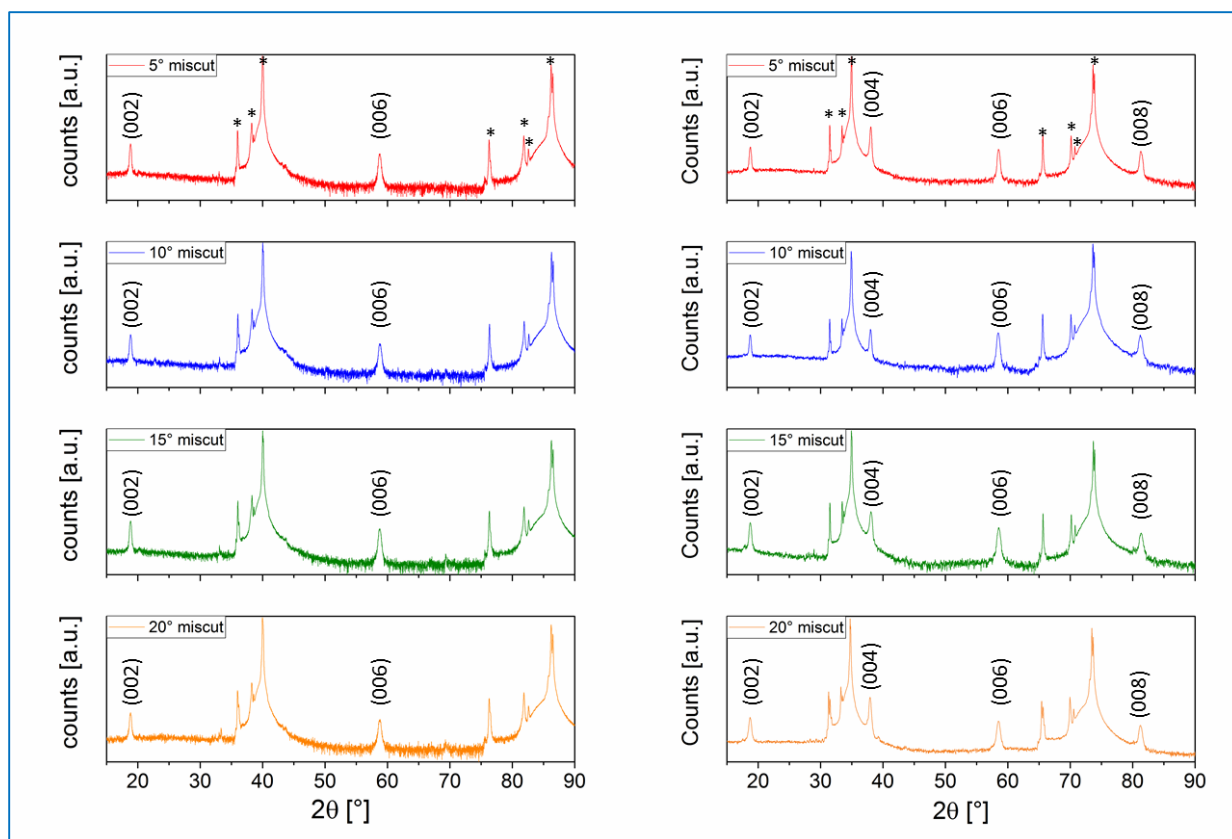 counts [a.u.]
5° miscut
(002)
*
*
*
(006)
*
*
*
*
counts [a.u.]
10° miscut
(002)
(006)
counts [a.u.]
15° miscut
(002)
(006)
counts [a.u.]
20° miscut
(002)
(006)
20 30 40 50 60 70 80 90
2θ [°]
Counts [a.u.]
5° miscut
(002)
*
*
*
(004)
(006)
*
*
*
*
(008)
Counts [a.u.]
10° miscut
(002)
(004)
(006)
(008)
Counts [a.u.]
15° miscut
(002)
(004)
(006)
(008)
Counts [a.u.]
20° miscut
(002)
(004)
(006)
(008)
20 30 40 50 60 70 80 90
2θ [°]